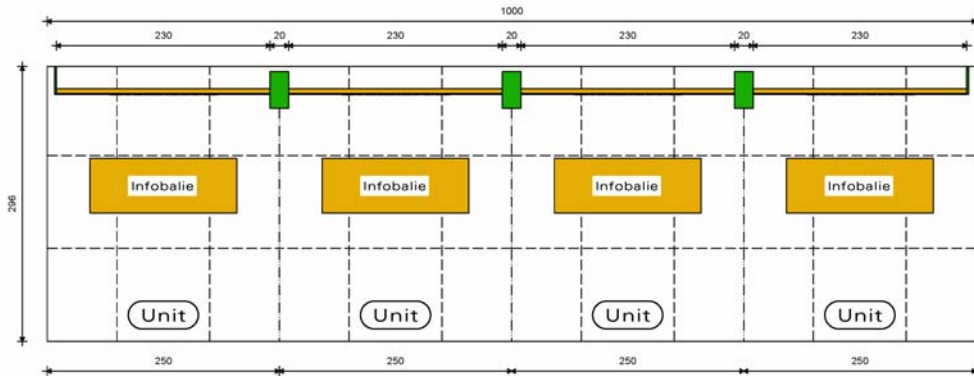 1000
230 20 230 20 230 20 230
296
Infobalie Infobalie Infobalie Infobalie
Unit Unit Unit Unit
250 250 250 250